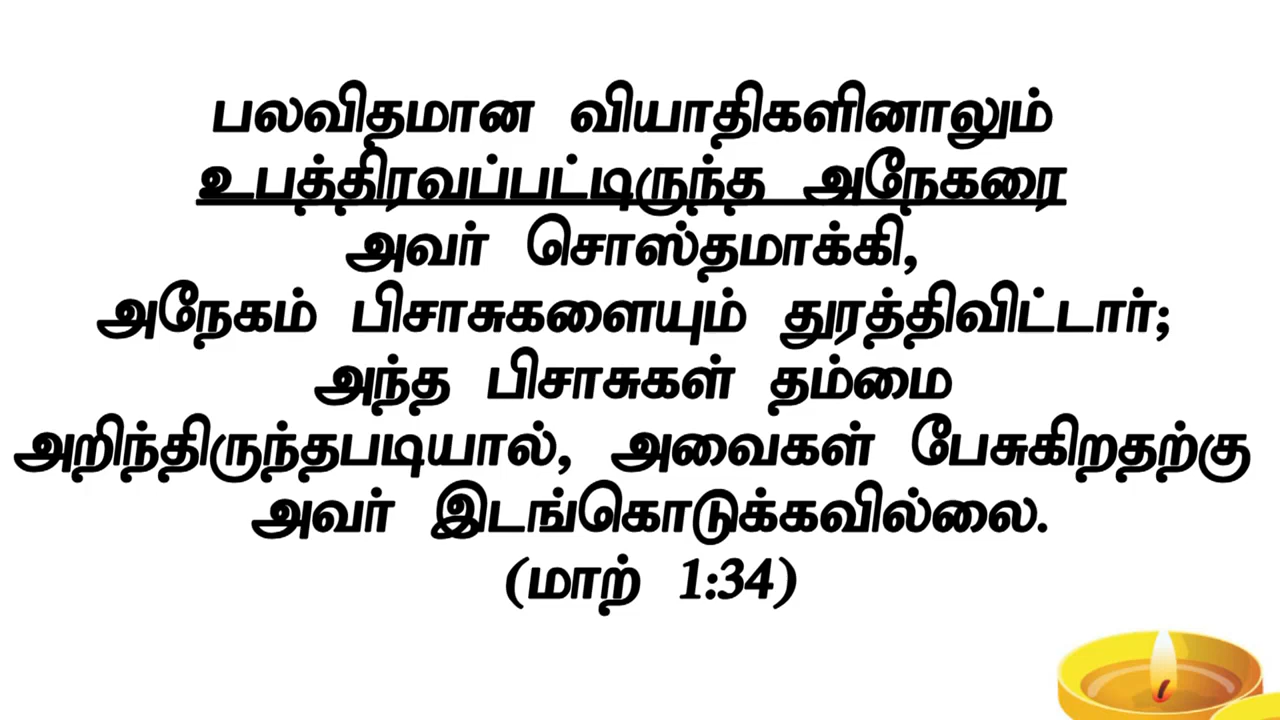 பலவிதமான வியாதிகளினாலும்
உபத்திரவப்பட்டிருந்த அநேகரை
அவர் சொஸ்தமாக்கி,
அநேகம் பிசாசுகளையும் துரத்திவிட்டார்;
அந்த பிசாசுகள் தம்மை
அறிந்திருந்தபடியால், அவைகள் பேசுகிறதற்கு
அவர் இடங்கொடுக்கவில்லை.
(மாற் 1:34)